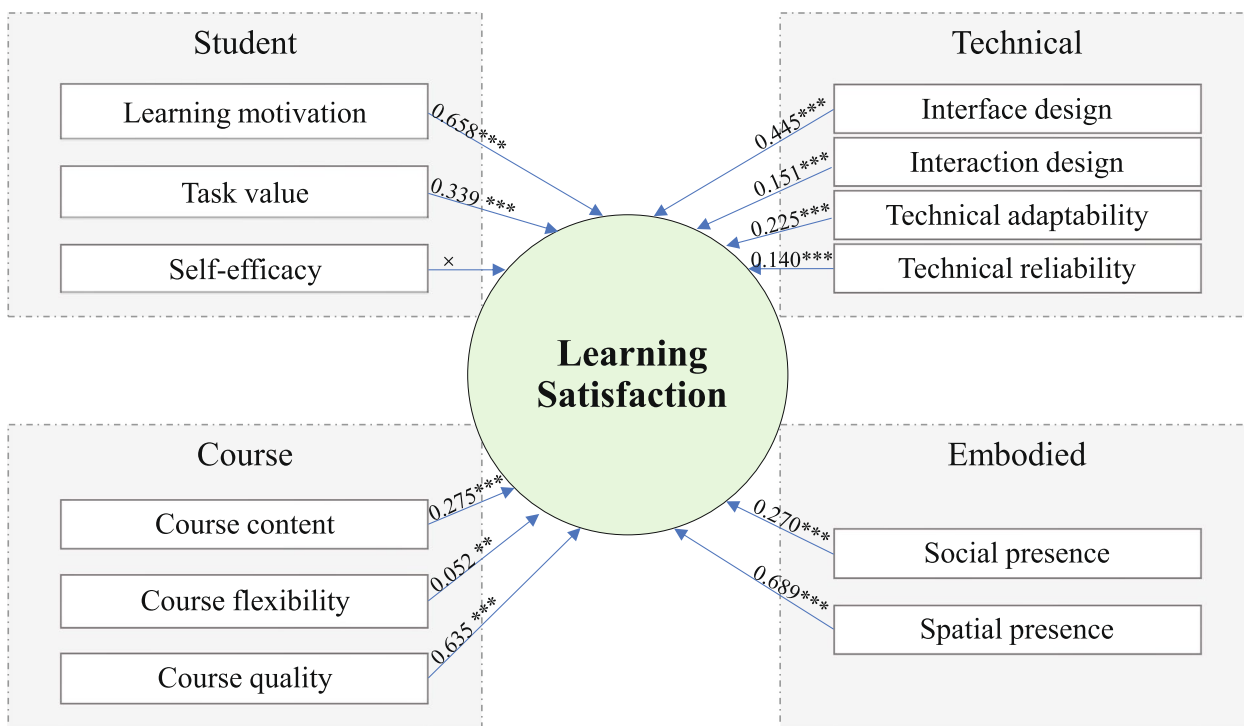 Student
Learning motivation
0.658***
Task value
0.339 ***
Self-efficacy
×
Technical
Interface design
0.445***
Interaction design
0.151***
Technical adaptability
0.225***
Technical reliability
0.140***
Learning
Satisfaction
Course
Course content
0.275***
Course flexibility
0.052 **
Course quality
0.635 ***
Embodied
Social presence
0.270***
Spatial presence
0.689***